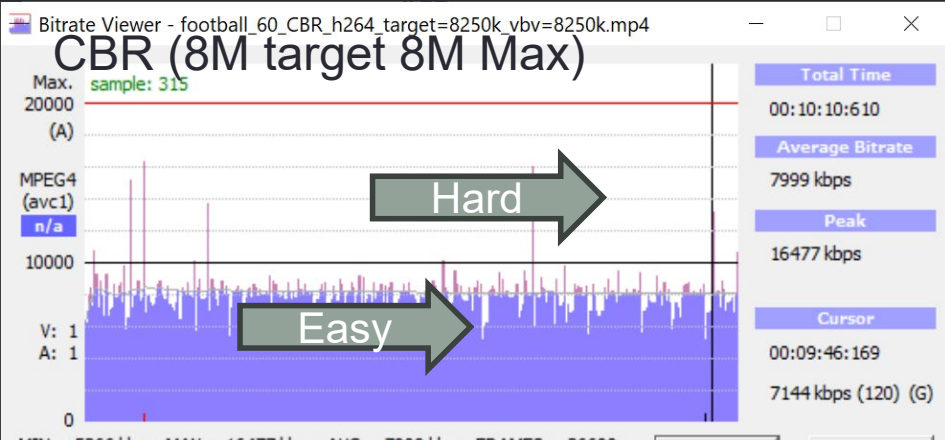 Bitrate Viewer - football_60_CBR_h264_target=8250k_vbv=8250k.mp4
CBR (8M target 8M Max)
Max.
sample: 315
20000
(A)
MPEG4
(avc1)
n/a
10000
V: 1
A: 1
0
Hard
Easy
Total Time
00:10:10:610
Average Bitrate
7999 kbps
Peak
16477 kbps
Cursor
00:09:46:169
7144 kbps (120) (G)